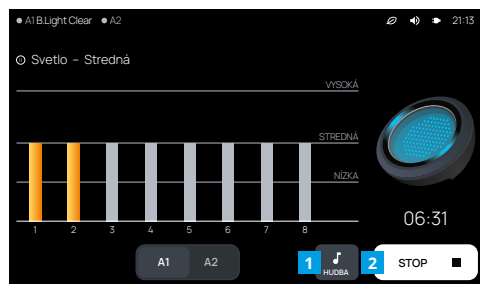 A1 B.Light Clear A2 21:13
Svetlo – Stredná
VYSOKÁ
STREDNÁ
NÍZKA
06:31
1 2 3 4 5 6 7 8
A1 A2 1 HUDBA 2 STOP